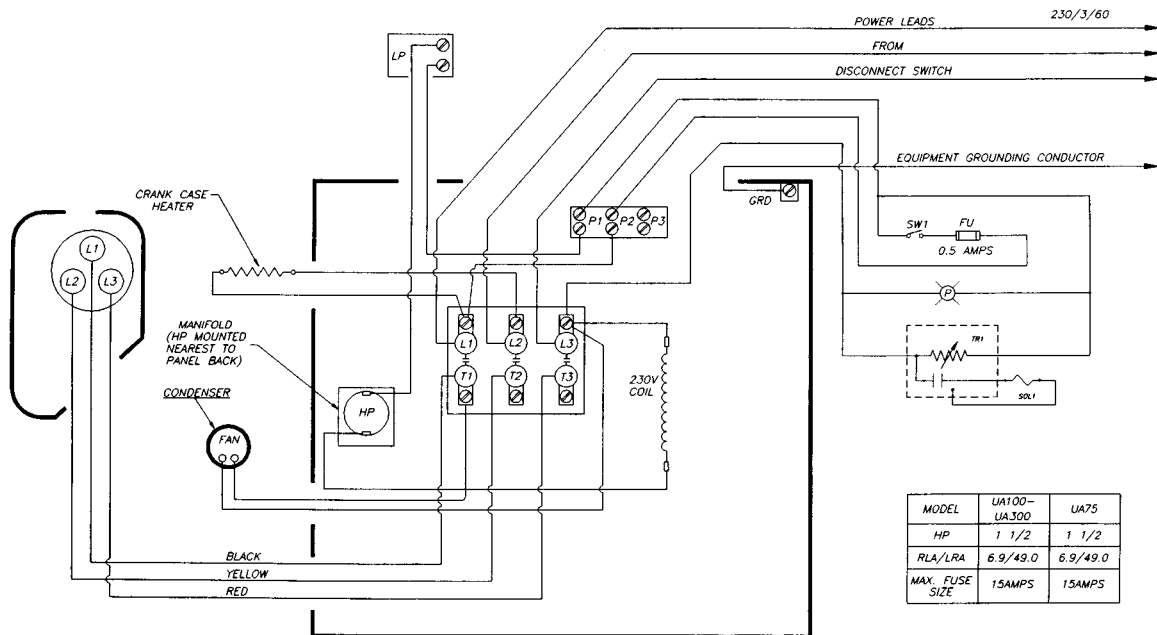 POWER LEADS
230/3/60
FROM
DISCONNECT SWITCH
LP
EQUIPMENT GROUNDING CONDUCTOR
GRD
CRANK CASE
HEATER
P1 P2 P3
SW1 FU
0.5 AMPS
L1
L2 L3
P
MANIFOLD
(HP MOUNTED
NEAREST TO
PANEL BACK)
L1 L2 L3
T1 T2 T3
TR1
SOL1
230V
COIL
HP
CONDENSER
FAN
BLACK
YELLOW
RED
MODEL
UA100-
UA300
UA75
HP 1 1/2 1 1/2
RLA/LRA 6.9/49.0 6.9/49.0
MAX. FUSE
SIZE
15AMPS 15AMPS